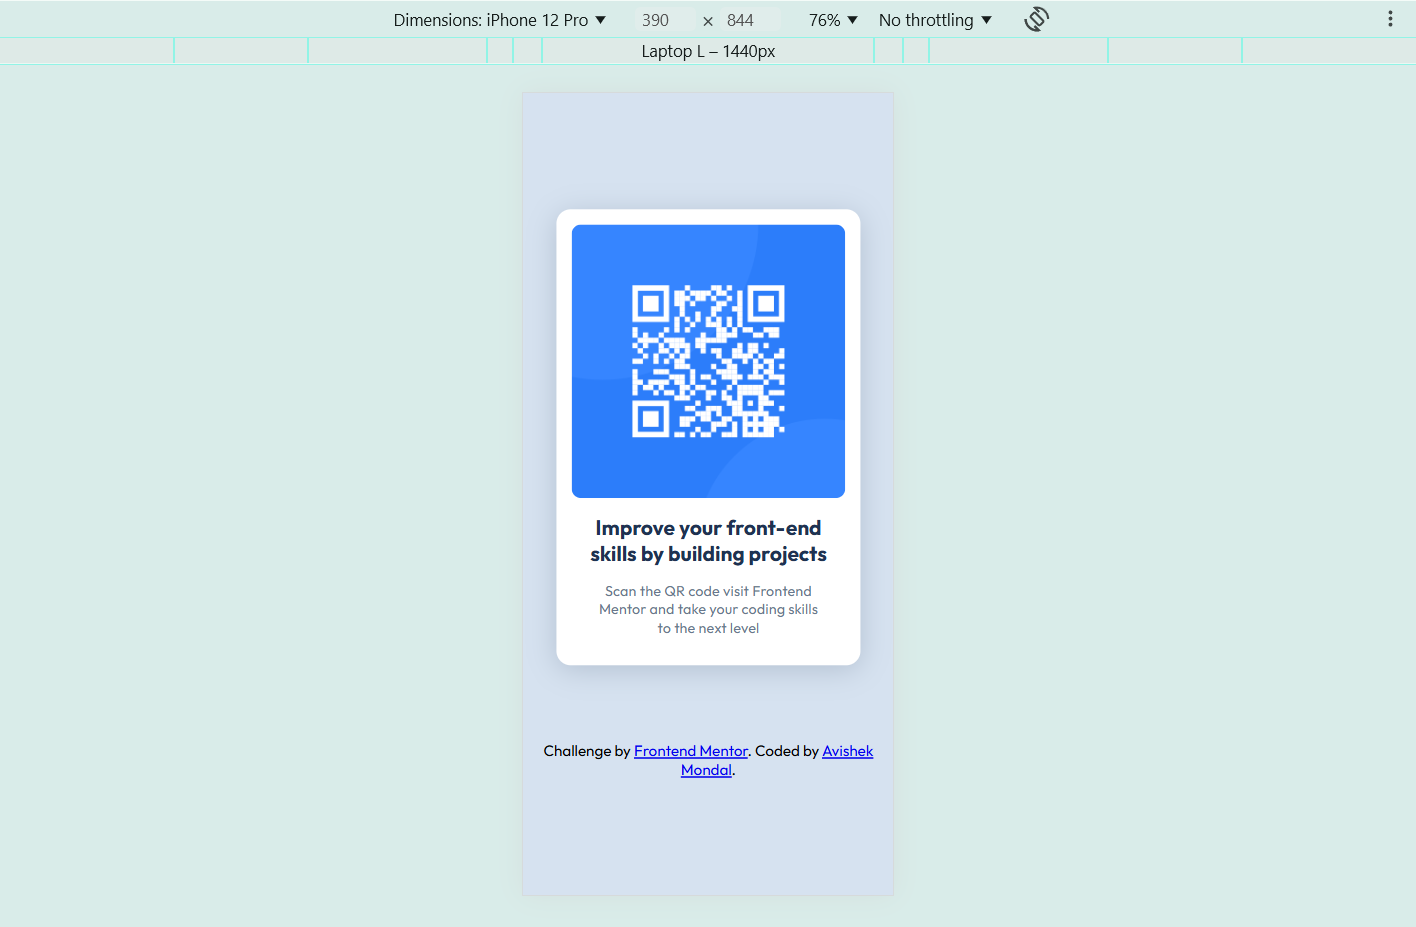 Dimensions: iPhone 12 Pro ▼ 390 × 844 76% ▼ No throttling ▼
Laptop L – 1440px
Improve your front-end
skills by building projects
Scan the QR code visit Frontend
Mentor and take your coding skills
to the next level
Challenge by Frontend Mentor. Coded by Avishek
Mondal.